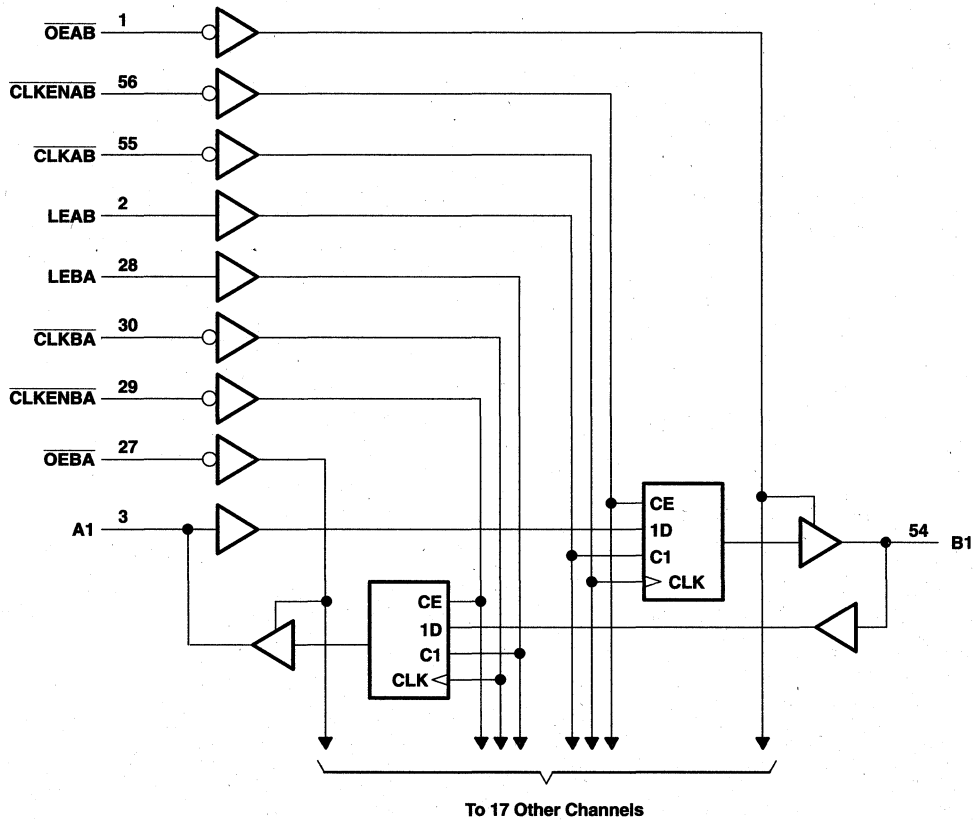 OEAB 1
CLKENAB 56
CLKAB 55
LEAB 2
LEBA 28
CLKBA 30
CLKENBA 29
OEBA 27
A1 3
CE
1D
C1
CLK
54 B1
CE
1D
C1
CLK
To 17 Other Channels